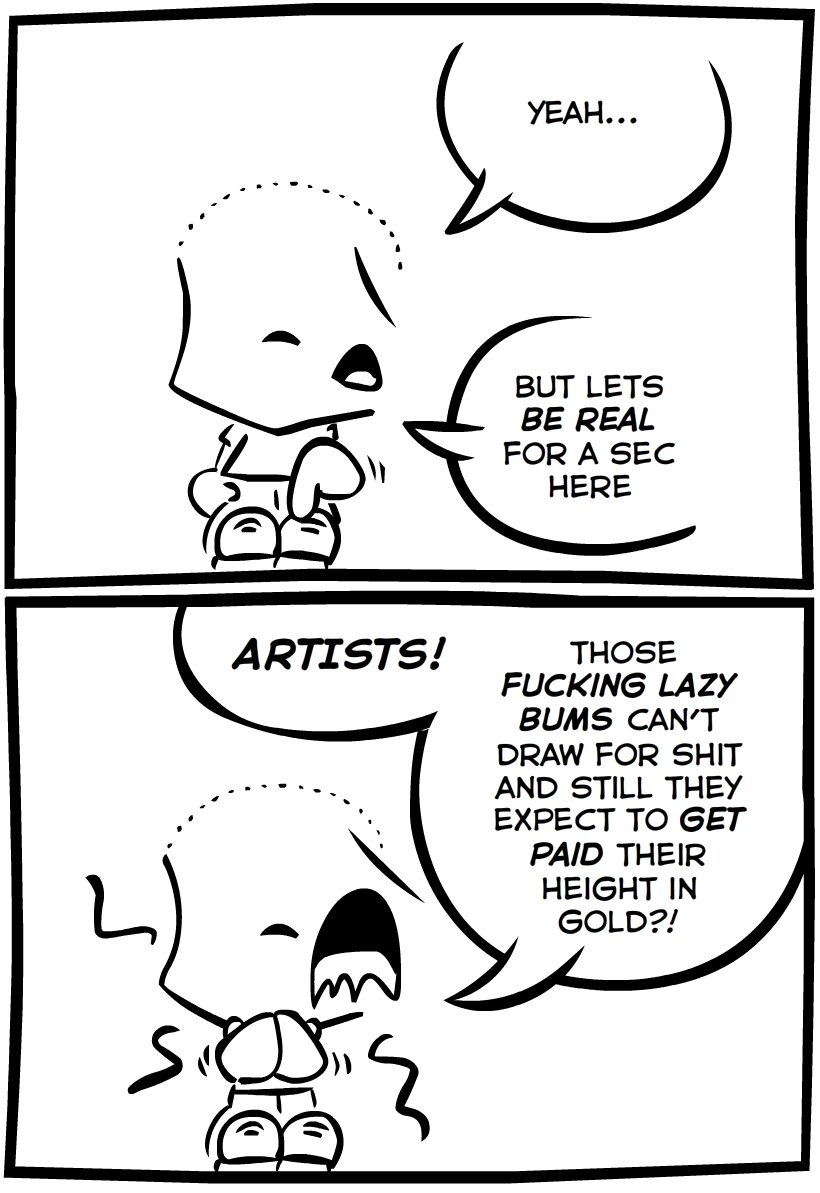 YEAH...
BUT LETS
BE REAL
FOR A SEC
HERE
ARTISTS!
THOSE
FUCKING LAZY
BUMS CAN'T
DRAW FOR SHIT
AND STILL THEY
EXPECT TO GET
PAID THEIR
HEIGHT IN
GOLD?!